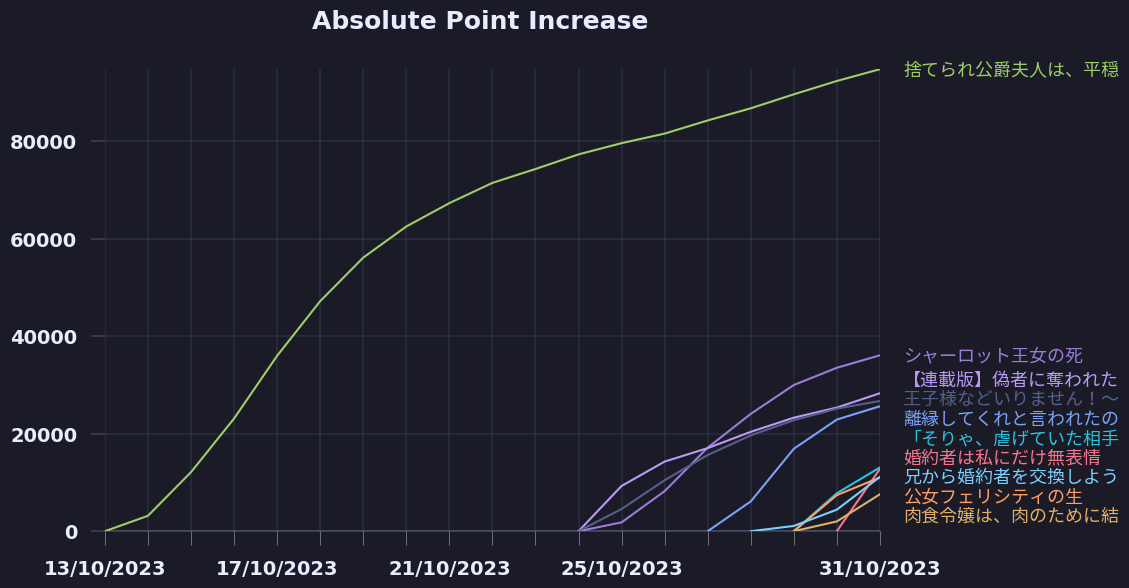 Absolute Point Increase
捨てられ公爵夫人は、平穏
80000
60000
40000
シャーロット王女の死
【連載版】偽者に奪われた
王子様などいりません！～
離縁してくれと言われたの
20000
「そりゃ、虐げていた相手
婚約者は私にだけ無表情
兄から婚約者を交換しよう
公女フェリシティの生
肉食令嬢は、肉のために結
0
13/10/2023 17/10/2023 21/10/2023 25/10/2023 31/10/2023